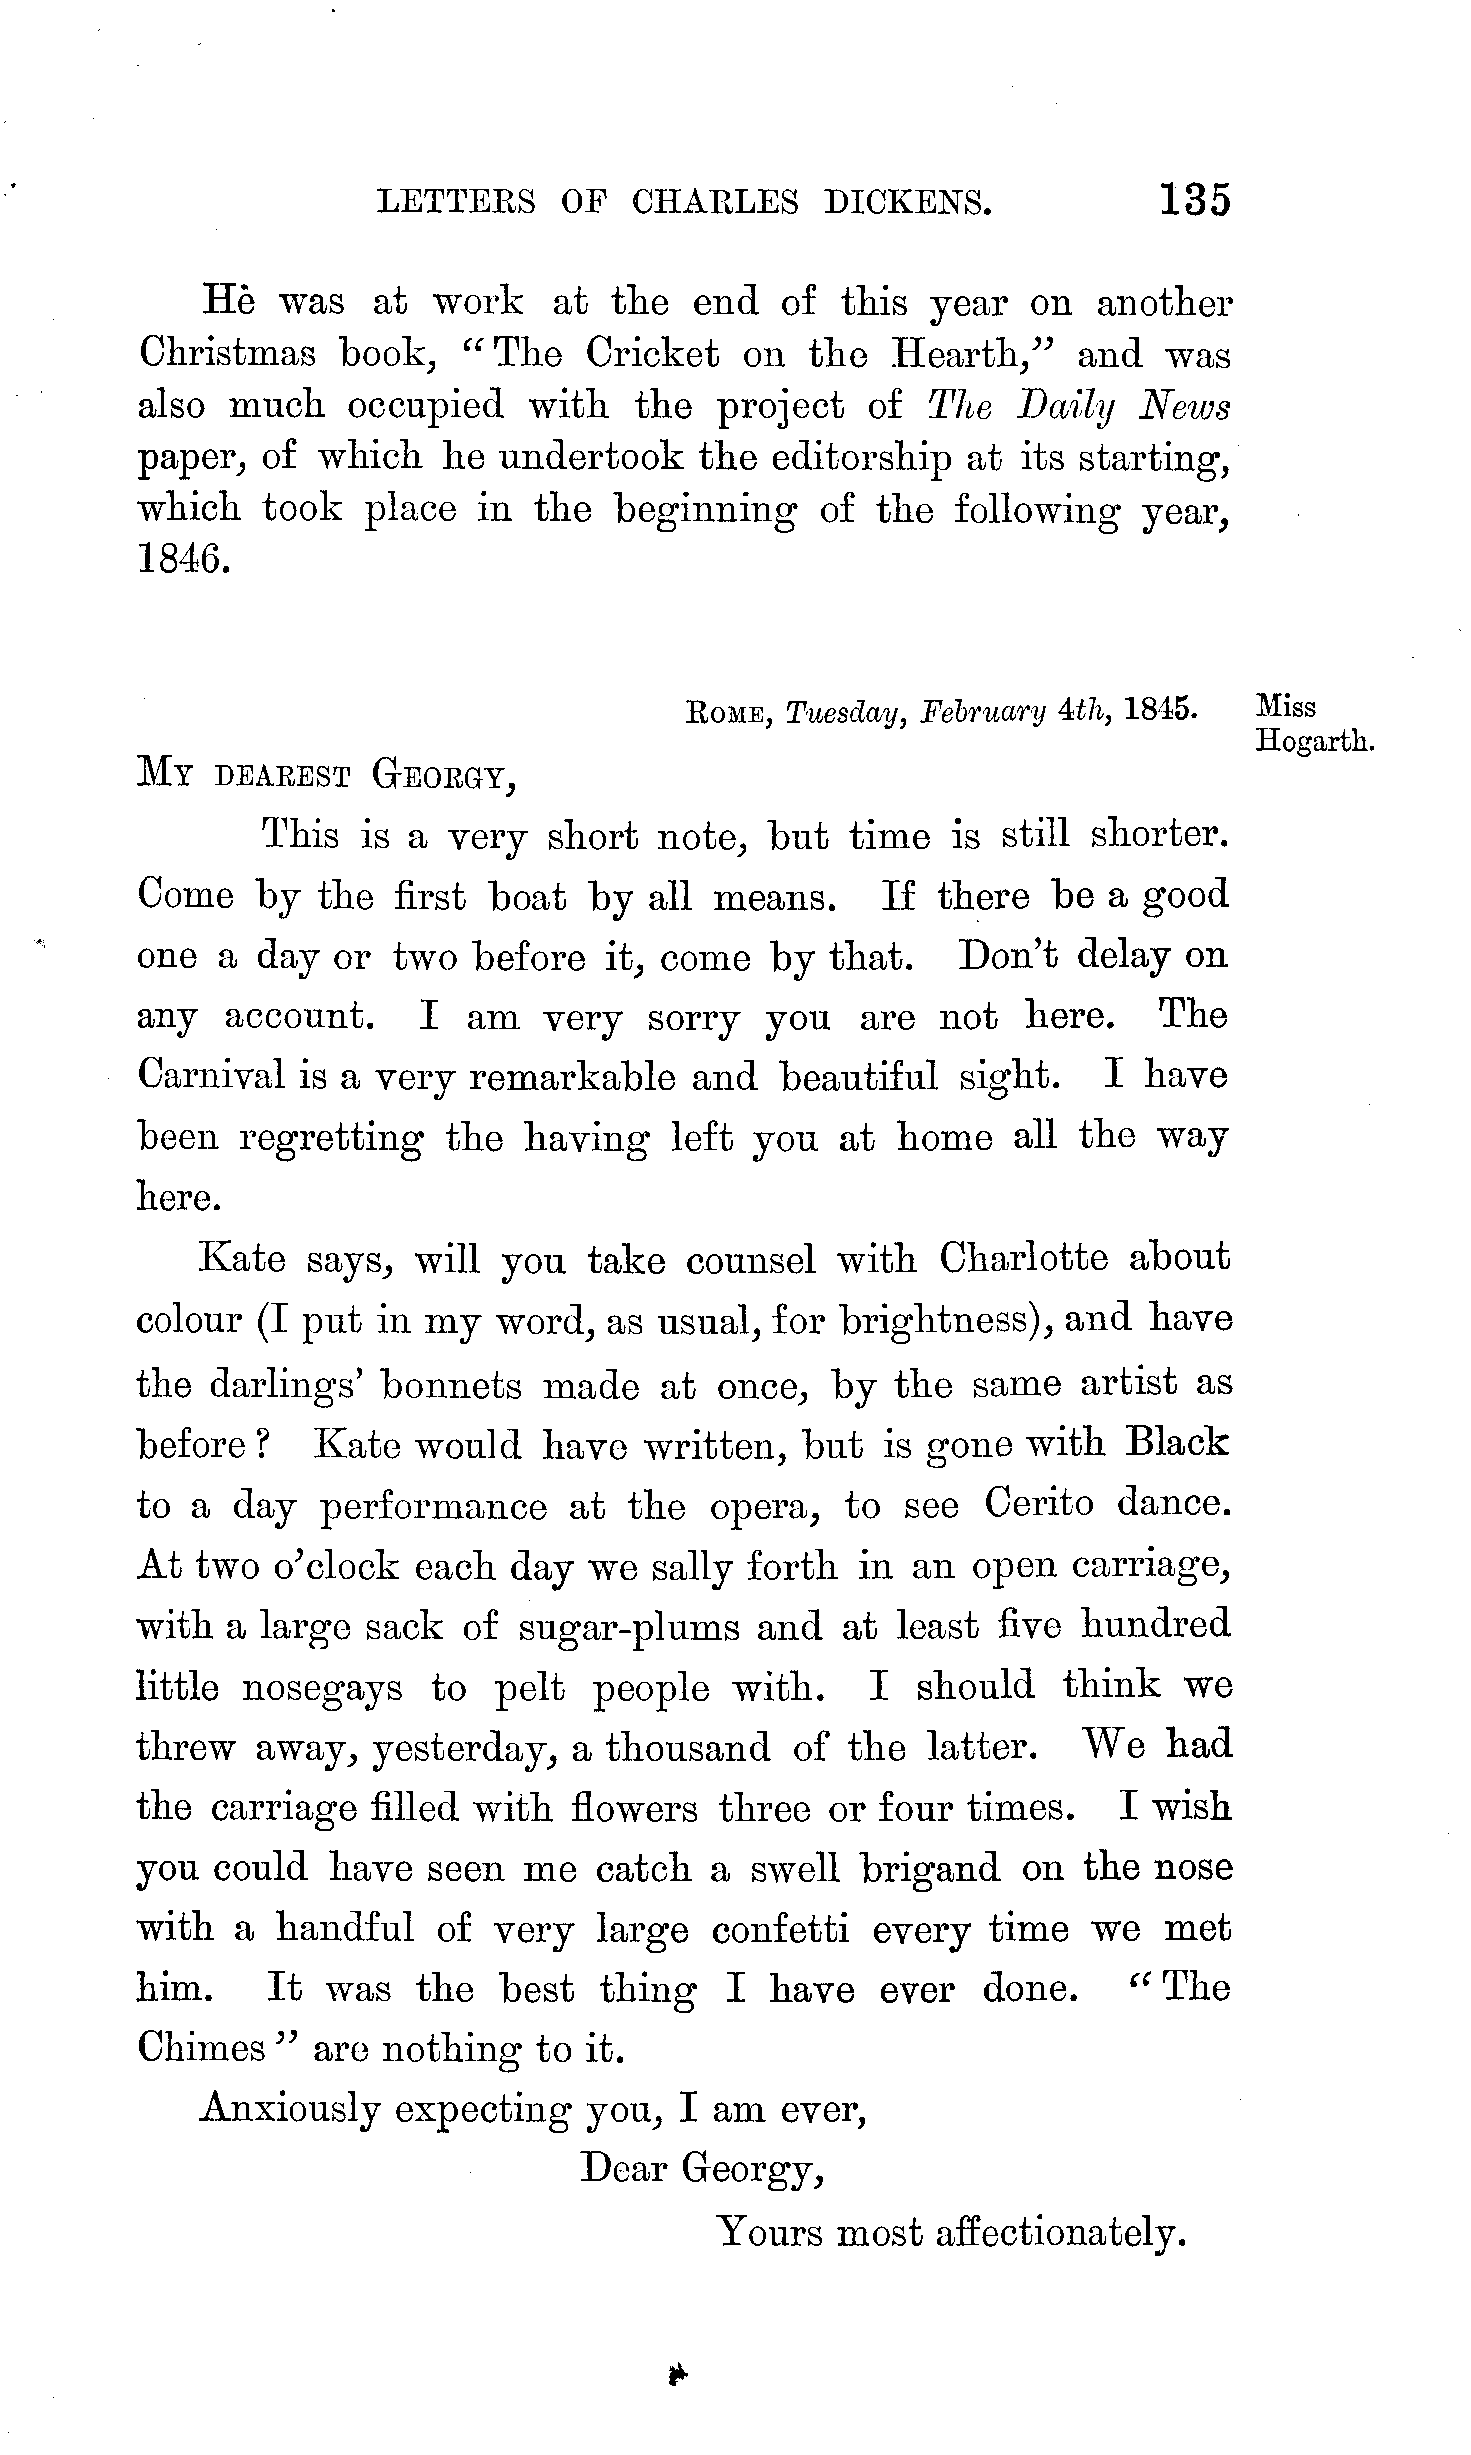 LETTERS OF CHARLES DICKENS. 135
He was at work at the end of this year on another
Christmas book, “The Cricket on the Hearth,” and was
also much occupied with the project of The Daily News
paper, of which he undertook the editorship at its starting,
which took place in the beginning of the following year,
1846.
ROME, Tuesday, February 4th, 1845.
Miss
Hogarth.
MY DEAREST GEORGY,
This is a very short note, but time is still shorter.
Come by the first boat by all means. If there be a good
one a day or two before it, come by that. Don’t delay on
any account. I am very sorry you are not here. The
Carnival is a very remarkable and beautiful sight. I have
been regretting the having left you at home all the way
here.
Kate says, will you take counsel with Charlotte about
colour (I put in my word, as usual, for brightness), and have
the darlings’ bonnets made at once, by the same artist as
before? Kate would have written, but is gone with Black
to a day performance at the opera, to see Cerito dance.
At two o’clock each day we sally forth in an open carriage,
with a large sack of sugar-plums and at least five hundred
little nosegays to pelt people with. I should think we
threw away, yesterday, a thousand of the latter. We had
the carriage filled with flowers three or four times. I wish
you could have seen me catch a swell brigand on the nose
with a handful of very large confetti every time we met
him. It was the best thing I have ever done. “The
Chimes” are nothing to it.
Anxiously expecting you, I am ever,
Dear Georgy,
Yours most affectionately.